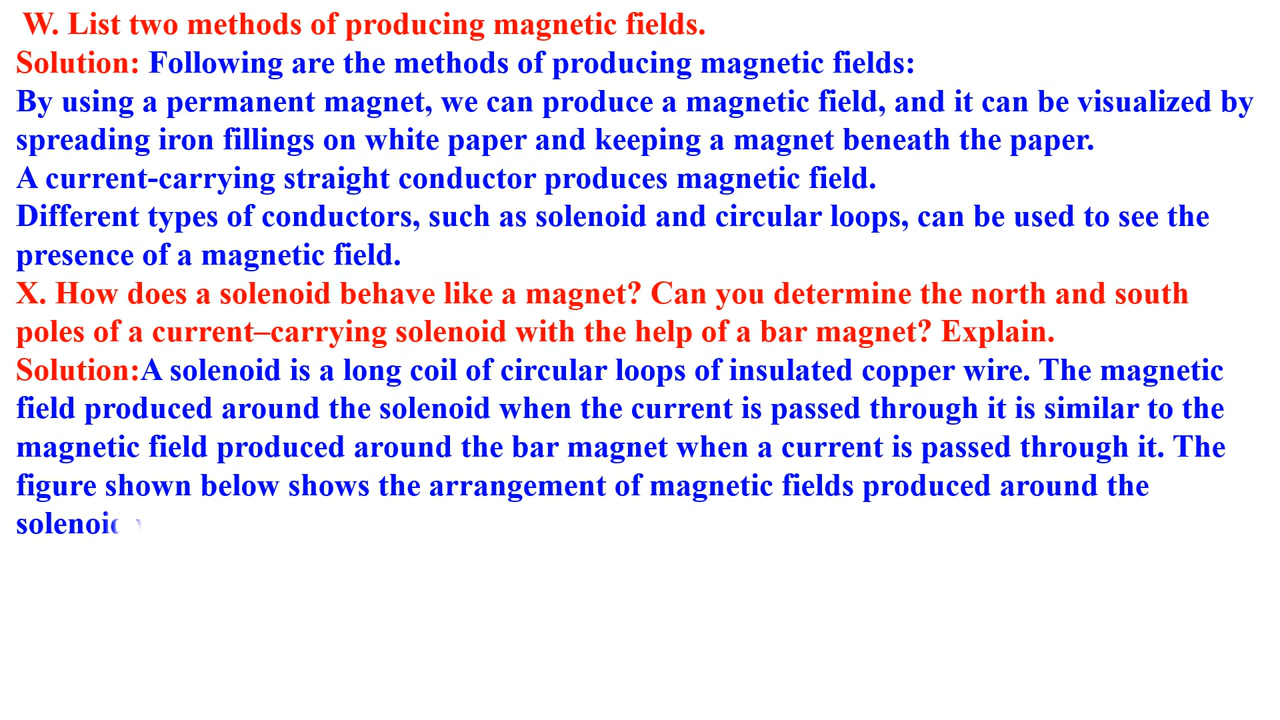 W. List two methods of producing magnetic fields.
Solution: Following are the methods of producing magnetic fields:
By using a permanent magnet, we can produce a magnetic field, and it can be visualized by
spreading iron fillings on white paper and keeping a magnet beneath the paper.
A current-carrying straight conductor produces magnetic field.
Different types of conductors, such as solenoid and circular loops, can be used to see the
presence of a magnetic field.
X. How does a solenoid behave like a magnet? Can you determine the north and south
poles of a current–carrying solenoid with the help of a bar magnet? Explain.
Solution:A solenoid is a long coil of circular loops of insulated copper wire. The magnetic
field produced around the solenoid when the current is passed through it is similar to the
magnetic field produced around the bar magnet when a current is passed through it. The
figure shown below shows the arrangement of magnetic fields produced around the